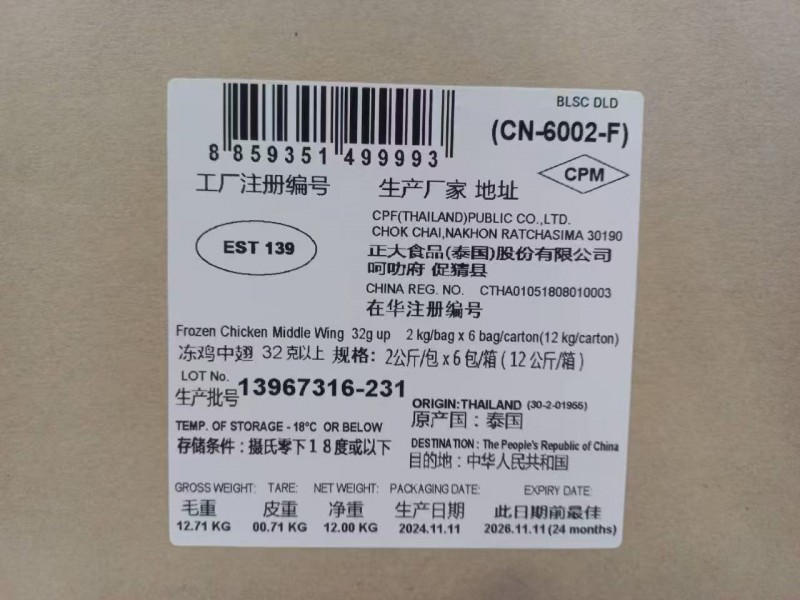 BLSC DLD
(CN-6002-F)
8 859351 499993
CPM
工厂注册编号
生产厂家 地址
CPF(THAILAND)PUBLIC CO.,LTD.
CHOK CHAI,NAKHON RATCHASIMA 30190
EST 139
正大食品(泰国)股份有限公司
呵叻府 促猜县
CHINA REG. NO. CTHA01051808010003
在华注册编号
Frozen Chicken Middle Wing 32g up 2 kg/bag x 6 bag/carton(12 kg/carton)
冻鸡中翅 32克以上 规格: 2公斤/包 x 6包/箱 ( 12公斤/箱 )
LOT No.
生产批号 13967316-231
ORIGIN:THAILAND (30-2-01955)
原产国：泰国
TEMP. OF STORAGE - 18°C OR BELOW
存储条件：摄氏零下18度或以下
DESTINATION : The People's Republic of China
目的地：中华人民共和国
GROSS WEIGHT: TARE: NET WEIGHT: PACKAGING DATE: EXPIRY DATE:
毛重 皮重 净重 生产日期 此日期前最佳
12.71 KG 00.71 KG 12.00 KG 2024.11.11 2026.11.11 (24 months)